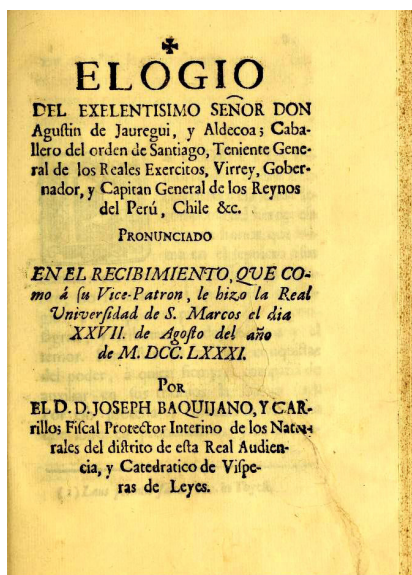 ✠
ELOGIO
DEL EXELENTISIMO SEÑOR DON
Aguſtin de Jauregui, y Aldecoa; Caba-
llero del orden de Santiago, Teniente Gene-
ral de los Reales Exercitos, Virrey, Gober-
nador, y Capitan General de los Reynos
del Perú, Chile &c.
PRONUNCIADO
EN EL RECIBIMIENTO, QUE CO-
mo á ſu Vice-Patron, le hizo la Real
Univerſidad de S. Marcos el dia
XXVII. de Agoſto del año
de M. DCC. LXXXI.
POR
EL D. D. JOSEPH BAQUIJANO, Y CAR-
rillo; Fiſcal Protector Interino de los Natu-
rales del diſtrito de eſta Real Audien-
cia, y Catedratico de Viſpe-
ras de Leyes.